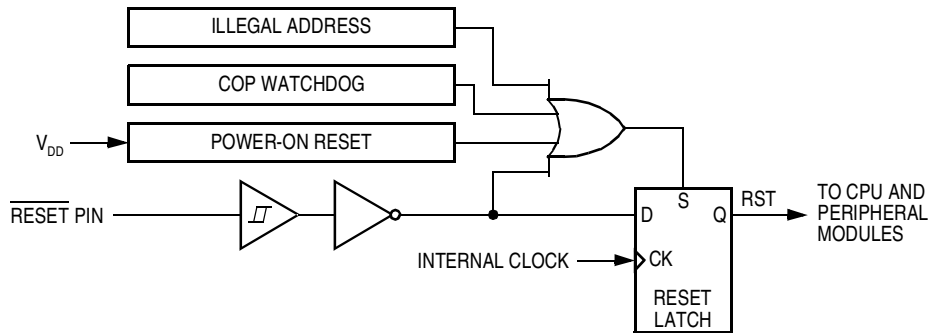 ILLEGAL ADDRESS
COP WATCHDOG
VDD
POWER-ON RESET
RESET PIN
D
S
Q
RST
TO CPU AND
PERIPHERAL
MODULES
INTERNAL CLOCK
CK
RESET
LATCH